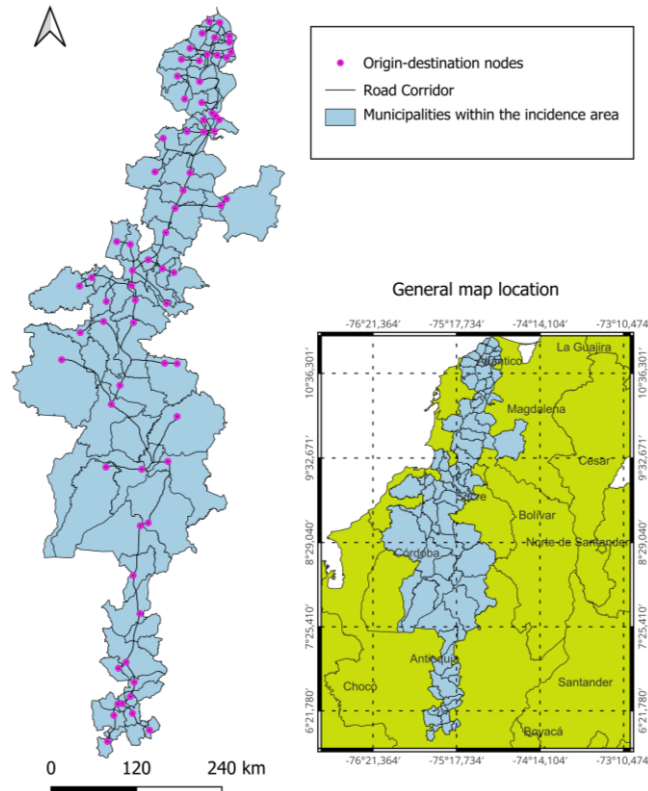 Origin-destination nodes
Road Corridor
Municipalities within the incidence area
General map location
-76°21,364′ -75°17,734′ -74°14,104′ -73°10,474′
La Guajira
Atlántico
10°36,301′ 10°36,301′
Magdalena
9°32,671′ 9°32,671′
Cesar
Sucre
Bolívar
8°29,040′ 8°29,040′
Norte de Santander
Córdoba
7°25,410′ 7°25,410′
Antioquia
Chocó
Santander
6°21,780′ 6°21,780′
Boyacá
-76°21,364′ -75°17,734′ -74°14,104′ -73°10,474′
0 120 240 km